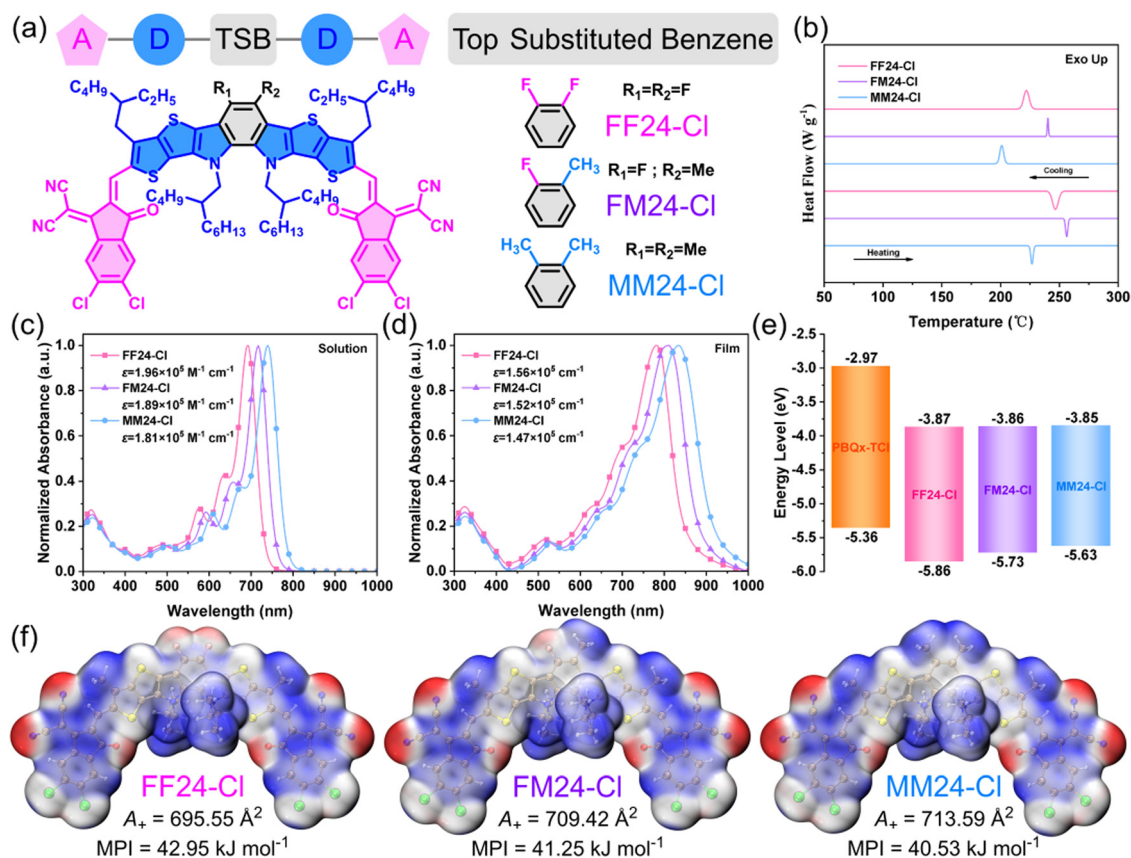 (a)
A D TSB D A
Top Substituted Benzene
C4H9
C2H5
R1 R2
C2H5
C4H9
S S S S
N N
C4H9
C6H13
C4H9
C6H13
NC
CN
O
O
CN
CN
Cl Cl
Cl Cl
F F
R1=R2=F
FF24-Cl
F CH3
R1=F ; R2=Me
FM24-Cl
H3C CH3
R1=R2=Me
MM24-Cl
(b)
Exo Up
FF24-Cl
FM24-Cl
MM24-Cl
Cooling
Heating
Heat Flow (W g-1)
50 100 150 200 250 300
Temperature (℃)
(c)
Solution
FF24-Cl
ε=1.96×10⁵ M⁻¹ cm⁻¹
FM24-Cl
ε=1.89×10⁵ M⁻¹ cm⁻¹
MM24-Cl
ε=1.81×10⁵ M⁻¹ cm⁻¹
Normalized Absorbance (a.u.)
1.0
0.8
0.6
0.4
0.2
0.0
300 400 500 600 700 800 900 1000
Wavelength (nm)
(d)
Film
FF24-Cl
ε=1.56×10⁵ cm⁻¹
FM24-Cl
ε=1.52×10⁵ cm⁻¹
MM24-Cl
ε=1.47×10⁵ cm⁻¹
Normalized Absorbance (a.u.)
1.0
0.8
0.6
0.4
0.2
0.0
300 400 500 600 700 800 900 1000
Wavelength (nm)
(e)
Energy Level (eV)
-2.5
-3.0
-3.5
-4.0
-4.5
-5.0
-5.5
-6.0
-2.97
PBQx-TCl
-5.36
-3.87
FF24-Cl
-5.86
-3.86
FM24-Cl
-5.73
-3.85
MM24-Cl
-5.63
(f)
FF24-Cl
A+ = 695.55 Å²
MPI = 42.95 kJ mol⁻¹
FM24-Cl
A+ = 709.42 Å²
MPI = 41.25 kJ mol⁻¹
MM24-Cl
A+ = 713.59 Å²
MPI = 40.53 kJ mol⁻¹